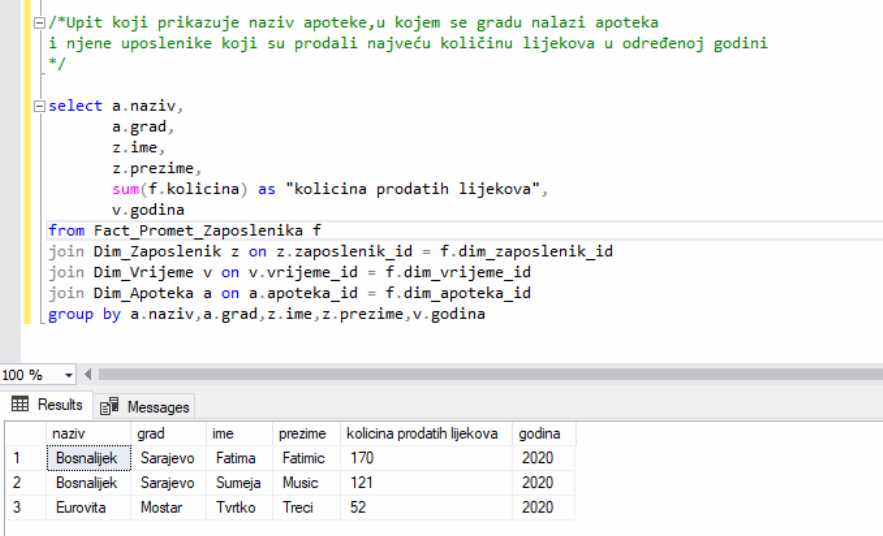 /*Upit koji prikazuje naziv apoteke,u kojem se gradu nalazi apoteka
i njene uposlenike koji su prodali najveću količinu lijekova u određenoj godini
*/
select a.naziv,
a.grad,
z.ime,
z.prezime,
sum(f.kolicina) as "kolicina prodatih lijekova",
v.godina
from Fact_Promet_Zaposlenika f
join Dim_Zaposlenik z on z.zaposlenik_id = f.dim_zaposlenik_id
join Dim_Vrijeme v on v.vrijeme_id = f.dim_vrijeme_id
join Dim_Apoteka a on a.apoteka_id = f.dim_apoteka_id
group by a.naziv,a.grad,z.ime,z.prezime,v.godina
100 %
Results Messages
naziv grad ime prezime kolicina prodatih lijekova godina
1 Bosnalijek Sarajevo Fatima Fatimic 170 2020
2 Bosnalijek Sarajevo Sumeja Music 121 2020
3 Eurovita Mostar Tvrtko Treci 52 2020